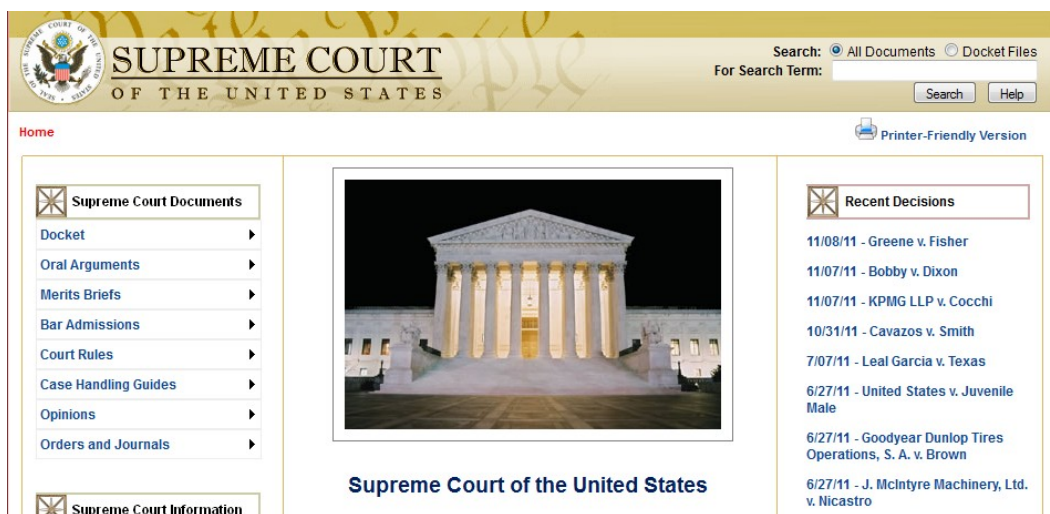 We the People
SUPREME COURT
OF THE UNITED STATES
Search: All Documents Docket Files
For Search Term:
Search Help
Home
Printer-Friendly Version
Supreme Court Documents
Docket
Oral Arguments
Merits Briefs
Bar Admissions
Court Rules
Case Handling Guides
Opinions
Orders and Journals
Supreme Court Information
Supreme Court of the United States
Recent Decisions
11/08/11 - Greene v. Fisher
11/07/11 - Bobby v. Dixon
11/07/11 - KPMG LLP v. Cocchi
10/31/11 - Cavazos v. Smith
7/07/11 - Leal Garcia v. Texas
6/27/11 - United States v. Juvenile
Male
6/27/11 - Goodyear Dunlop Tires
Operations, S. A. v. Brown
6/27/11 - J. McIntyre Machinery, Ltd.
v. Nicastro